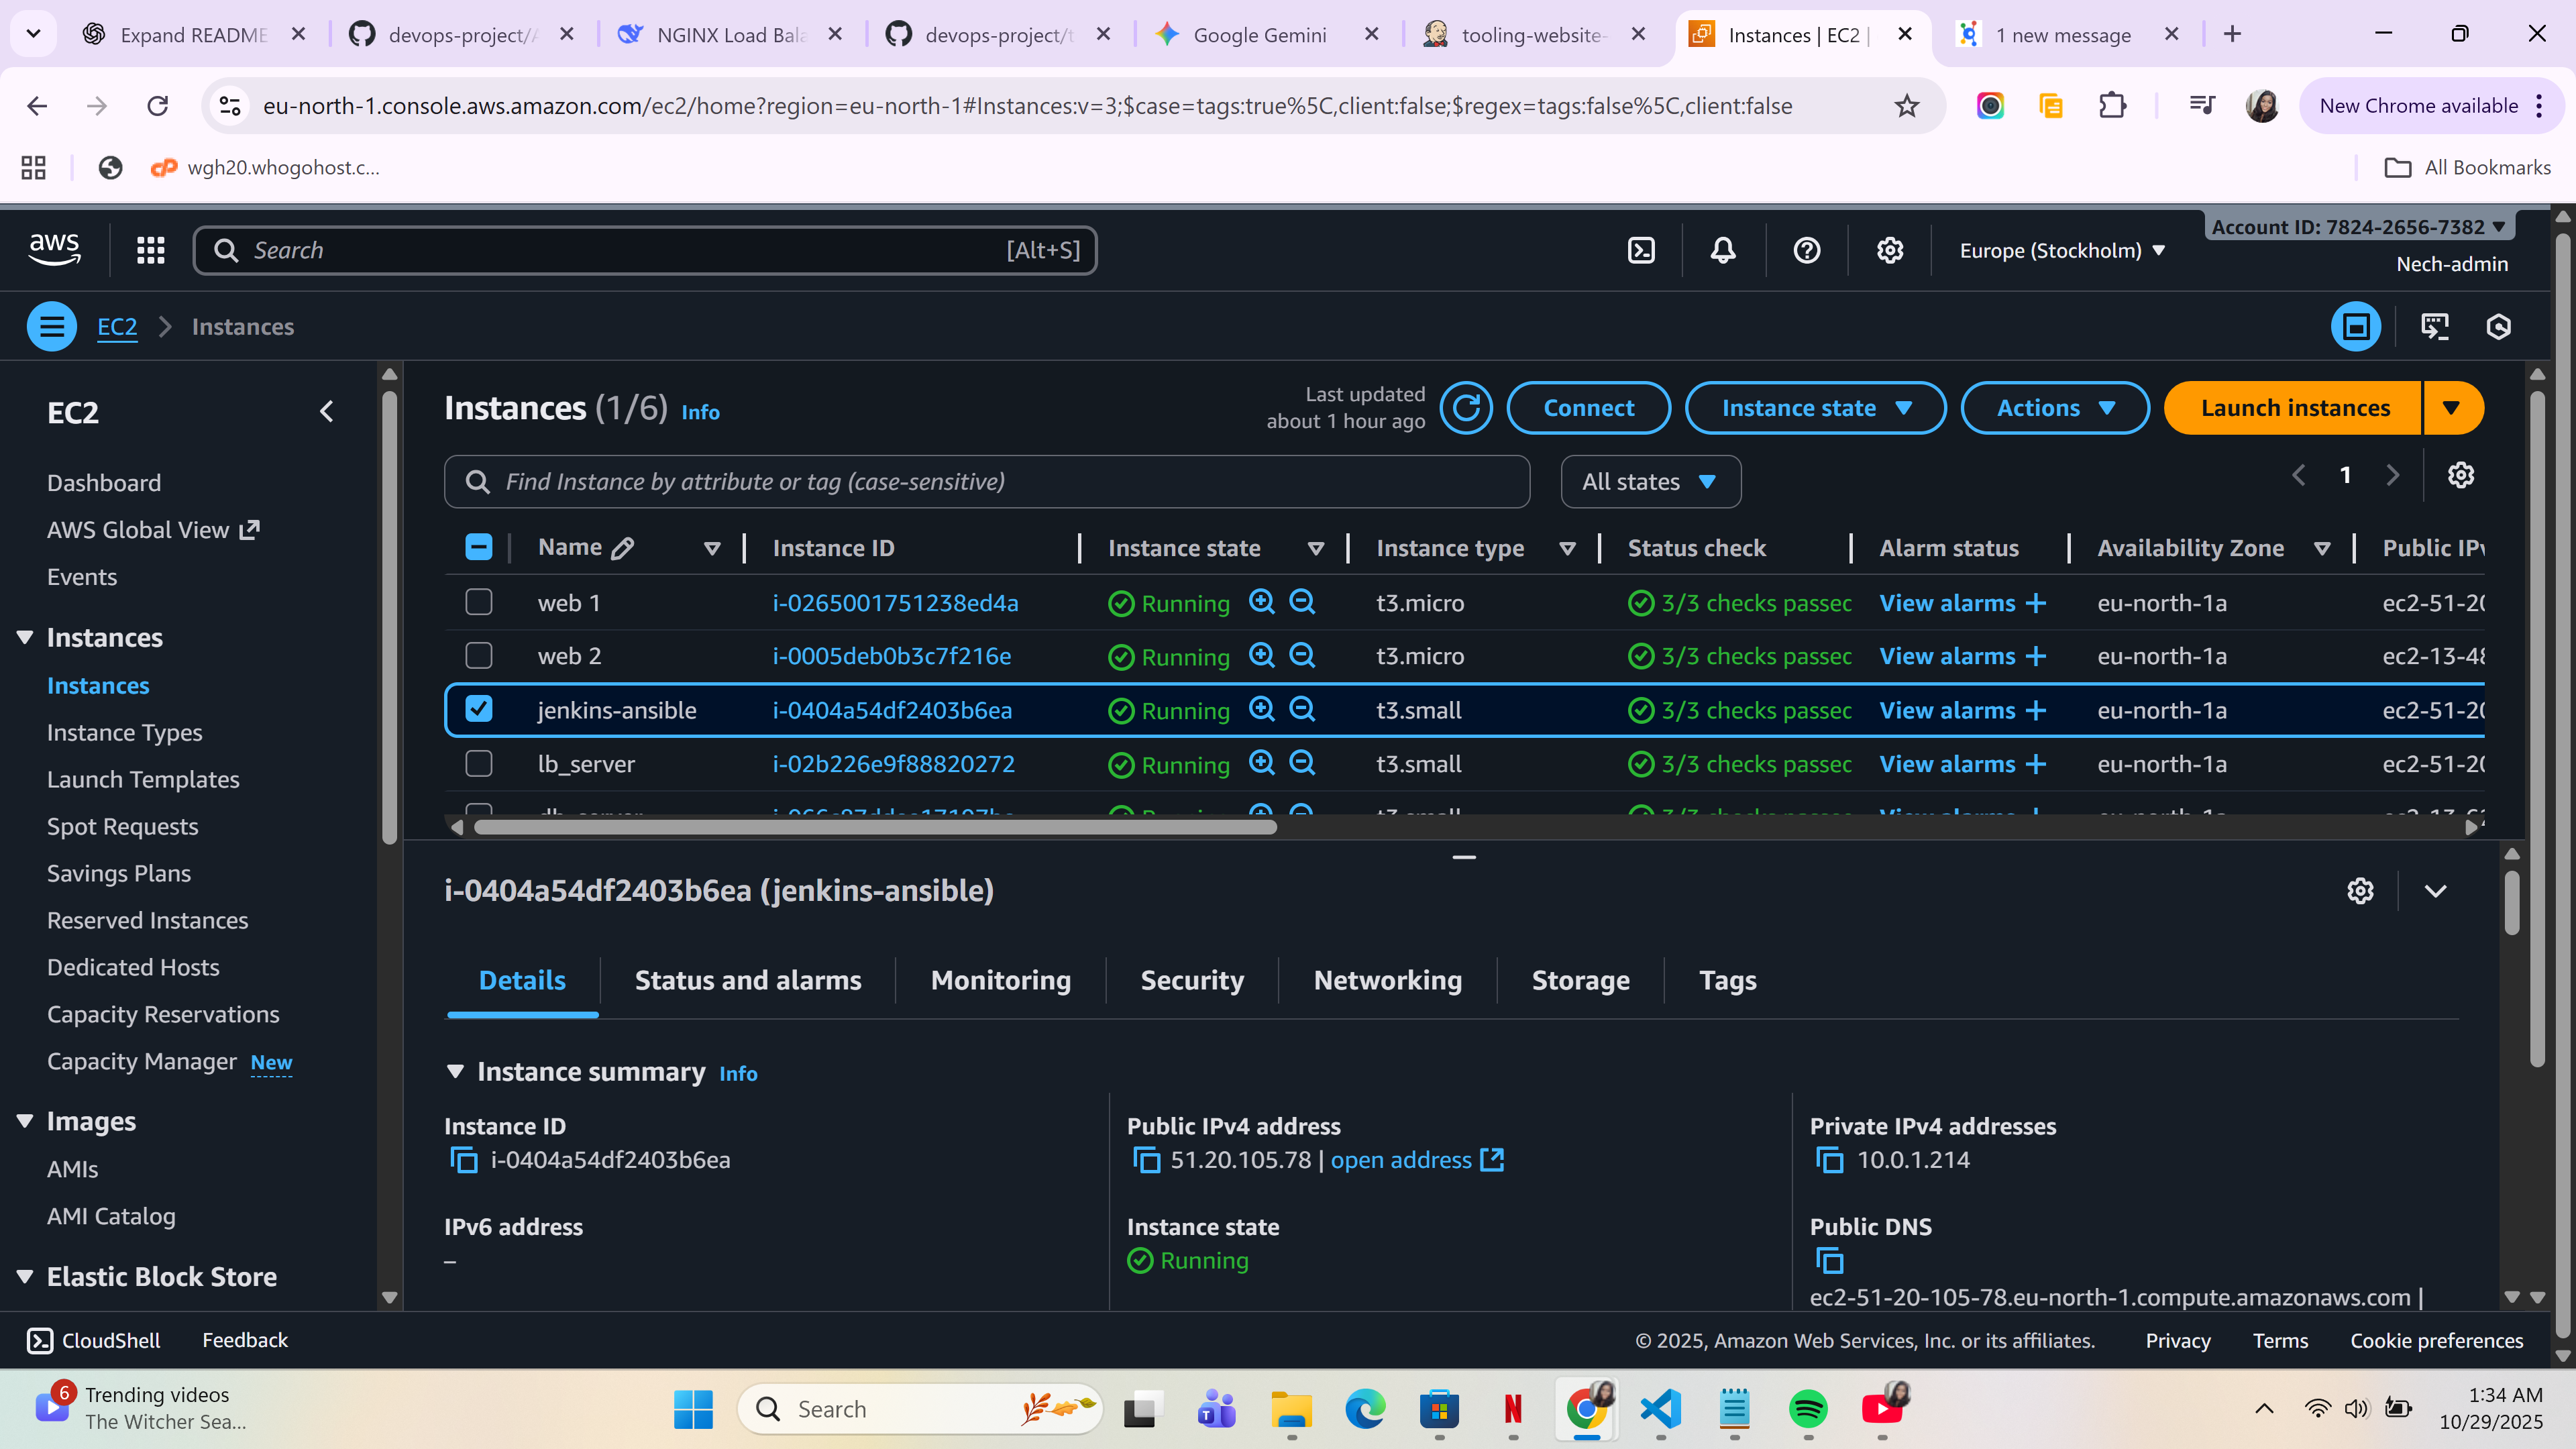 Expand README
devops-project/A
NGINX Load Bala
devops-project/t
Google Gemini
tooling-website-
Instances | EC2 |
1 new message
eu-north-1.console.aws.amazon.com/ec2/home?region=eu-north-1#Instances:v=3;$case=tags:true%5C,client:false;$regex=tags:false%5C,client:false
New Chrome available
wgh20.whogohost.c...
All Bookmarks
aws
Search
[Alt+S]
Europe (Stockholm)
Account ID: 7824-2656-7382
Nech-admin
EC2
Instances
EC2
Dashboard
AWS Global View
Events
Instances
Instances
Instance Types
Launch Templates
Spot Requests
Savings Plans
Reserved Instances
Dedicated Hosts
Capacity Reservations
Capacity Manager New
Images
AMIs
AMI Catalog
Elastic Block Store
Instances (1/6) Info
Last updated
about 1 hour ago
Connect
Instance state
Actions
Launch instances
Find Instance by attribute or tag (case-sensitive)
All states
1
Name Instance ID Instance state Instance type Status check Alarm status Availability Zone Public IPv
web 1 i-0265001751238ed4a Running t3.micro 3/3 checks passec View alarms + eu-north-1a ec2-51-20
web 2 i-0005deb0b3c7f216e Running t3.micro 3/3 checks passec View alarms + eu-north-1a ec2-13-48
jenkins-ansible i-0404a54df2403b6ea Running t3.small 3/3 checks passec View alarms + eu-north-1a ec2-51-20
lb_server i-02b226e9f88820272 Running t3.small 3/3 checks passec View alarms + eu-north-1a ec2-51-20
i-0404a54df2403b6ea (jenkins-ansible)
Details
Status and alarms
Monitoring
Security
Networking
Storage
Tags
Instance summary Info
Instance ID
i-0404a54df2403b6ea
Public IPv4 address
51.20.105.78 | open address
Private IPv4 addresses
10.0.1.214
IPv6 address
–
Instance state
Running
Public DNS
ec2-51-20-105-78.eu-north-1.compute.amazonaws.com |
CloudShell
Feedback
© 2025, Amazon Web Services, Inc. or its affiliates.
Privacy
Terms
Cookie preferences
6
Trending videos
The Witcher Sea...
Search
1:34 AM
10/29/2025